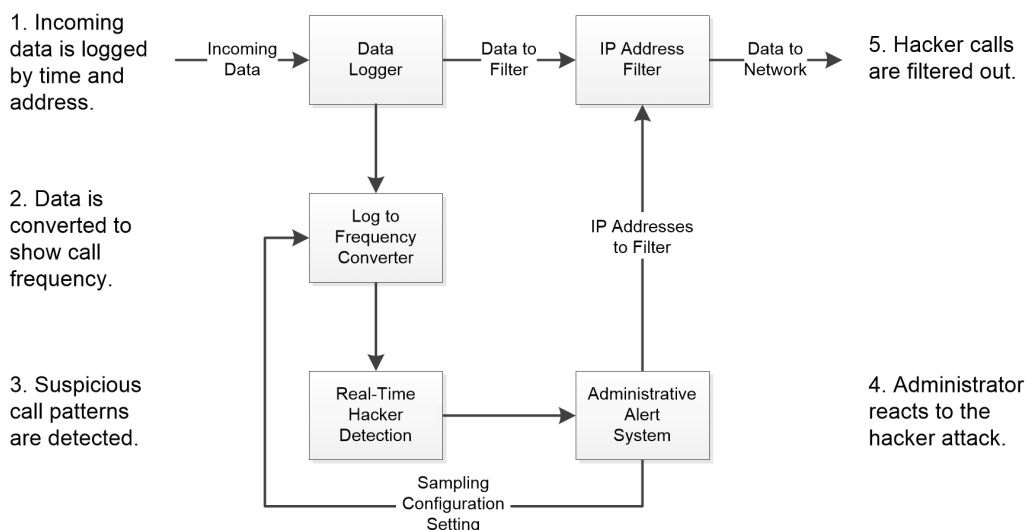 1. Incoming
data is logged
by time and
address.
Incoming
Data
Data
Logger
Data to
Filter
IP Address
Filter
Data to
Network
5. Hacker calls
are filtered out.
2. Data is
converted to
show call
frequency.
Log to
Frequency
Converter
IP Addresses
to Filter
3. Suspicious
call patterns
are detected.
Real-Time
Hacker
Detection
Administrative
Alert
System
4. Administrator
reacts to the
hacker attack.
Sampling
Configuration
Setting